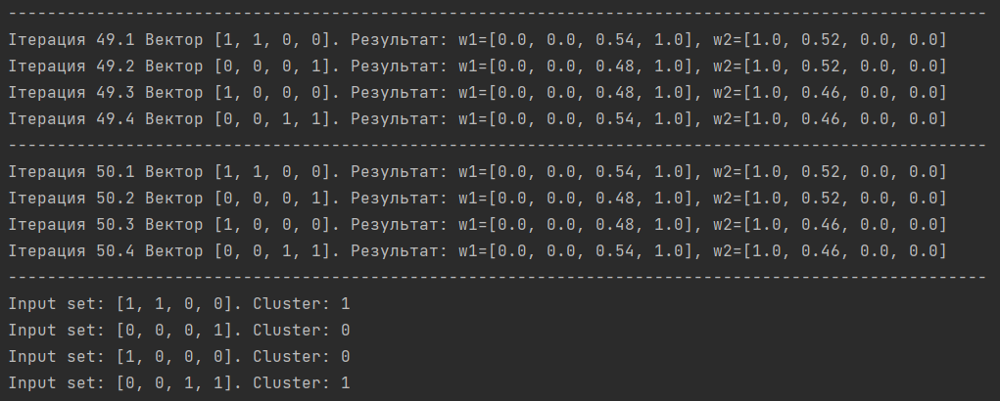 ----------------------------------------------------------------------------------------------------
Ітерация 49.1 Вектор [1, 1, 0, 0]. Результат: w1=[0.0, 0.0, 0.54, 1.0], w2=[1.0, 0.52, 0.0, 0.0]
Ітерация 49.2 Вектор [0, 0, 0, 1]. Результат: w1=[0.0, 0.0, 0.48, 1.0], w2=[1.0, 0.52, 0.0, 0.0]
Ітерация 49.3 Вектор [1, 0, 0, 0]. Результат: w1=[0.0, 0.0, 0.48, 1.0], w2=[1.0, 0.46, 0.0, 0.0]
Ітерация 49.4 Вектор [0, 0, 1, 1]. Результат: w1=[0.0, 0.0, 0.54, 1.0], w2=[1.0, 0.46, 0.0, 0.0]
----------------------------------------------------------------------------------------------------
Ітерация 50.1 Вектор [1, 1, 0, 0]. Результат: w1=[0.0, 0.0, 0.54, 1.0], w2=[1.0, 0.52, 0.0, 0.0]
Ітерация 50.2 Вектор [0, 0, 0, 1]. Результат: w1=[0.0, 0.0, 0.48, 1.0], w2=[1.0, 0.52, 0.0, 0.0]
Ітерация 50.3 Вектор [1, 0, 0, 0]. Результат: w1=[0.0, 0.0, 0.48, 1.0], w2=[1.0, 0.46, 0.0, 0.0]
Ітерация 50.4 Вектор [0, 0, 1, 1]. Результат: w1=[0.0, 0.0, 0.54, 1.0], w2=[1.0, 0.46, 0.0, 0.0]
----------------------------------------------------------------------------------------------------
Input set: [1, 1, 0, 0]. Cluster: 1
Input set: [0, 0, 0, 1]. Cluster: 0
Input set: [1, 0, 0, 0]. Cluster: 0
Input set: [0, 0, 1, 1]. Cluster: 1